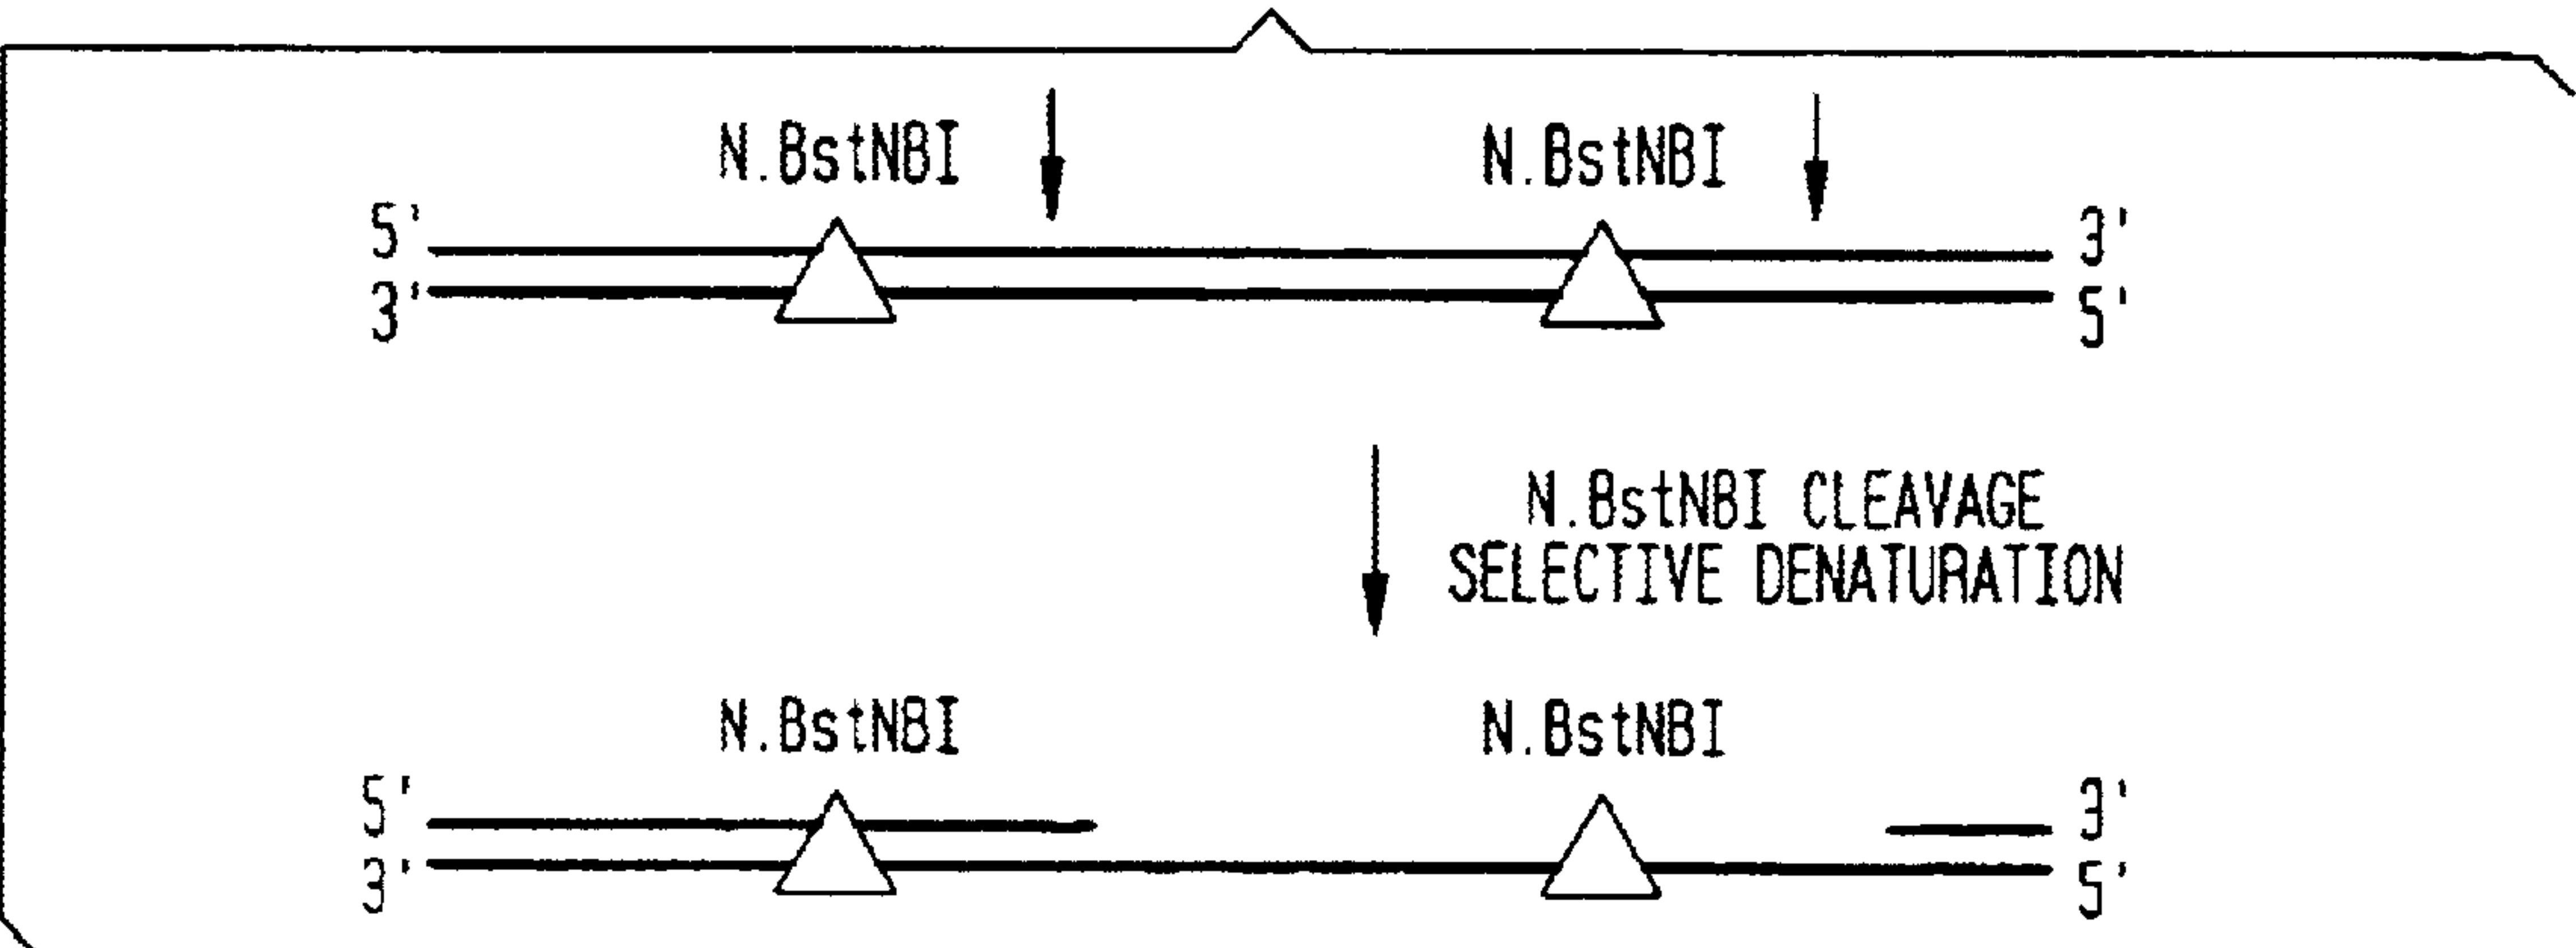 N.BstNBI N.BstNBI
5' 3'
3' 5'
N.BstNBI CLEAVAGE
SELECTIVE DENATURATION
N.BstNBI N.BstNBI
5' 3'
3' 5'